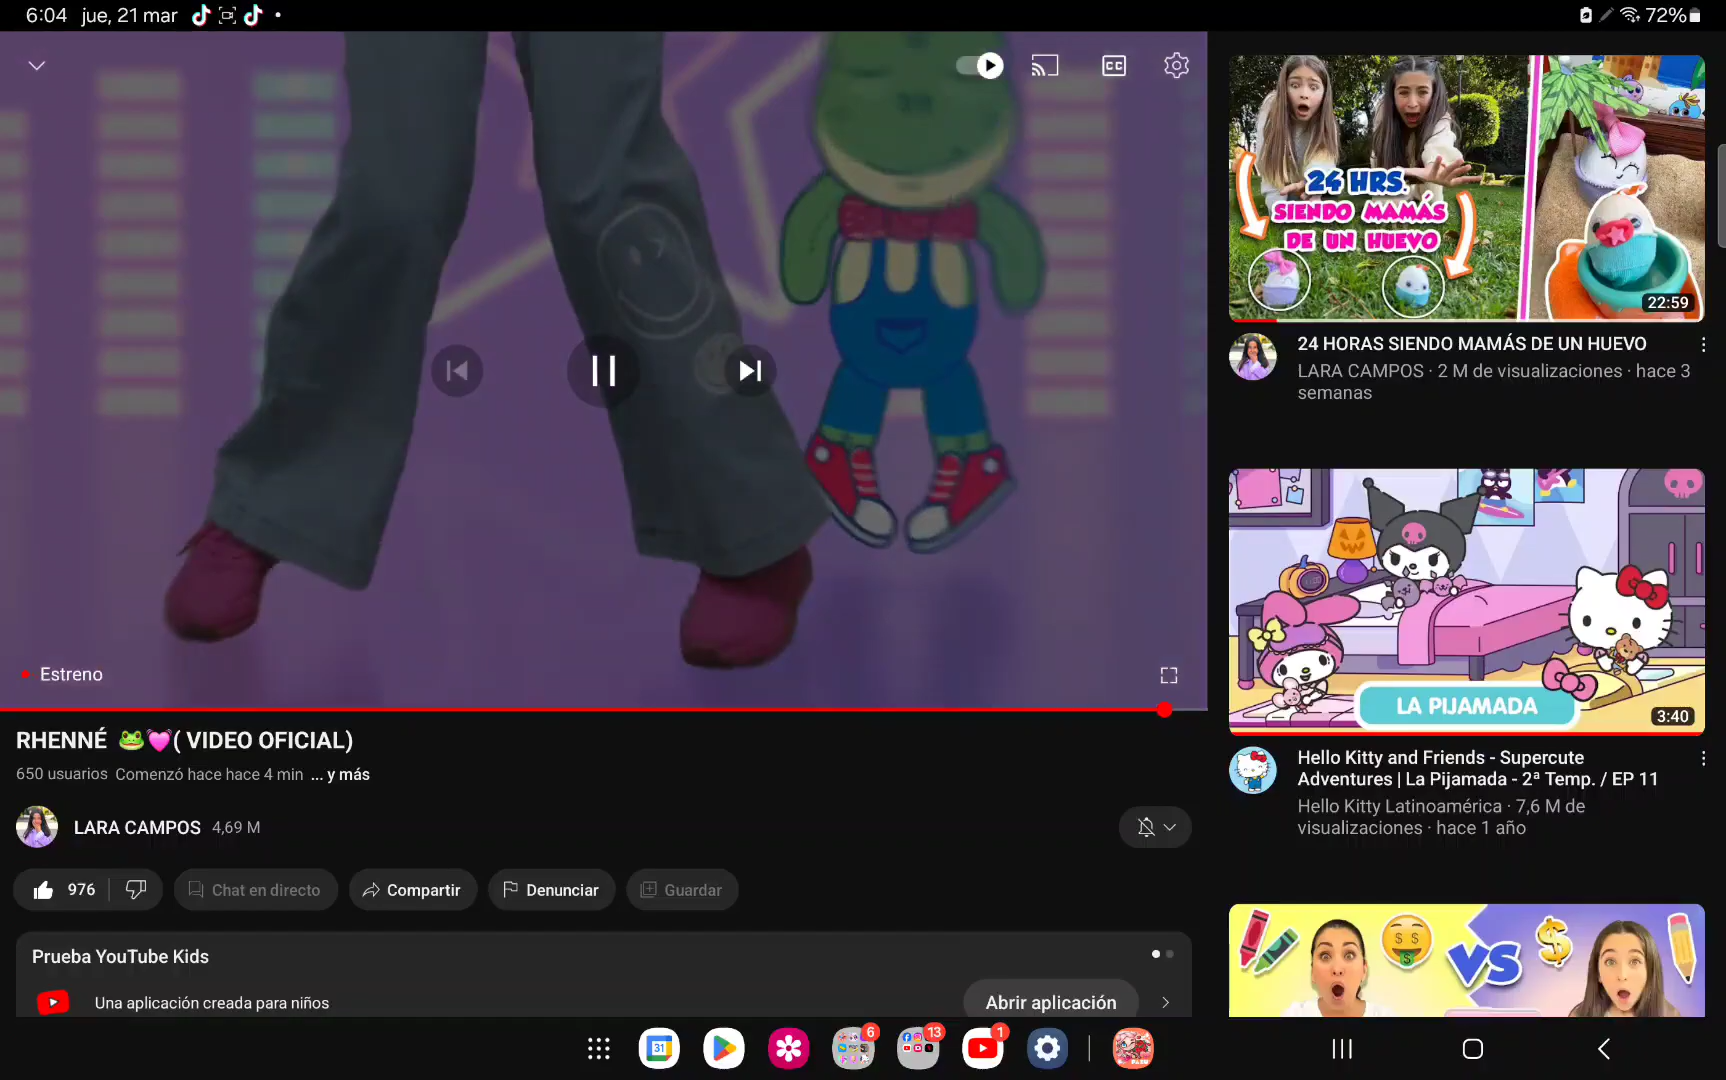 6:04 jue, 21 mar
72%
CC
Estreno
RHENNÉ 🐸💓( VIDEO OFICIAL)
650 usuarios Comenzó hace hace 4 min ... y más
LARA CAMPOS 4,69 M
976
Chat en directo
Compartir
Denunciar
Guardar
Prueba YouTube Kids
Una aplicación creada para niños
Abrir aplicación
24 HRS.
SIENDO MAMÁS
DE UN HUEVO
22:59
24 HORAS SIENDO MAMÁS DE UN HUEVO
LARA CAMPOS · 2 M de visualizaciones · hace 3
semanas
LA PIJAMADA
3:40
Hello Kitty and Friends - Supercute
Adventures | La Pijamada - 2ª Temp. / EP 11
Hello Kitty Latinoamérica · 7,6 M de
visualizaciones · hace 1 año
VS
31
6
13
1